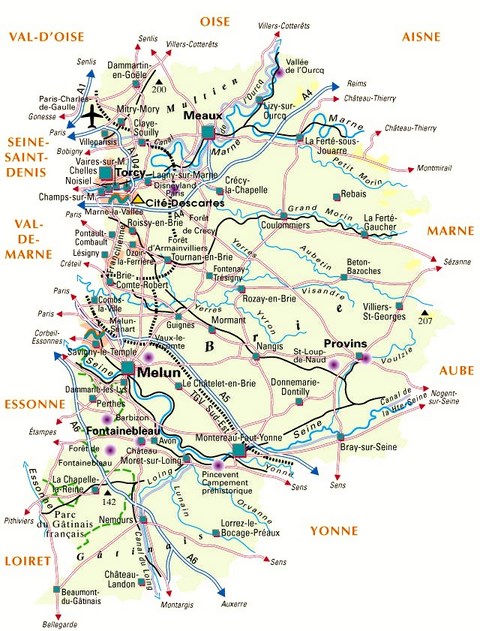 OISE
VAL-D'OISE
AISNE
Senlis
Villers-Cotterêts
Villers-Cotterêts
Senlis
Dammartin-
en-Goële
Vallée
de l'Ourcq
200
Multien
A1
Paris-Charles-
de-Gaulle
Gonesse
Mitry-Mory
Ourcq
Lizy-sur-
Ourcq
A4
Reims
Château-Thierry
Meaux
Claye-
Souilly
Paris
Villeparisis
Canal de
Marne
Marne
Château-Thierry
La Ferté-sous-
Jouarre
Bobigny
SEINE-
SAINT-
DENIS
Vaires-sur-M.
Torcy
A104
Lagny-sur-Marne
Petit Morin
Montmirail
Noisiel
Champs-sur-M.
Disneyland
Paris
Crécy-
la-Chapelle
Rebais
Cité-Descartes
Paris
Marne-la-Vallée
A4
Grand Morin
La Ferté-
Gaucher
Coulommiers
VAL-
DE-
MARNE
MARNE
Roissy-en-Brie
Forêt
de Crécy
Pontault-
Combault
Francilienne
Forêt
d'Armainvilliers
Lésigny
Ozoir-
la-Ferrière
Créteil
Tournan-en-Brie
Yerres
Aubetin
Sézanne
Fontenay
Trésigny
Beton-
Bazoches
Brie-
Comte-Robert
Visandre
Rozay-en-Brie
Paris
Combs-
la-Ville
Yerres
Yvron
Villiers-
St-Georges
207
Paris
Melun-
Sénart
Guignes
Mormant
Brie
Corbeil-
Essonnes
Savigny-le-Temple
Vaux-le-
Nangis
St-Loup-
de-Naud
Provins
Voulzie
AUBE
Seine
Melun
Le Châtelet-en-Brie
A5
TGV Sud-Est
Donnemarie-
Dontilly
Canal de
la Hte Seine
Nogent-
sur-Seine
Dammarie-les-Lys
ESSONNE
Perthes
Barbizon
Étampes
A6
Fontainebleau
Avon
Château
Montereau-Faut-Yonne
Seine
Bray-sur-Seine
Forêt de
Fontainebleau
Moret-sur-Loing
Yonne
Essonne
La Chapelle-
la-Reine
Loing
Pincevent
Campement
préhistorique
Sens
Sens
142
Lunain
Orvanne
Pithiviers
Parc
du Gâtinais
français
Nemours
Lorrez-le-
Bocage-Préaux
YONNE
LOIRET
Gâtinais
Canal du Loing
A6
Sens
Château-
Landon
Beaumont-
du-Gâtinais
Montargis
Auxerre
Bellegarde